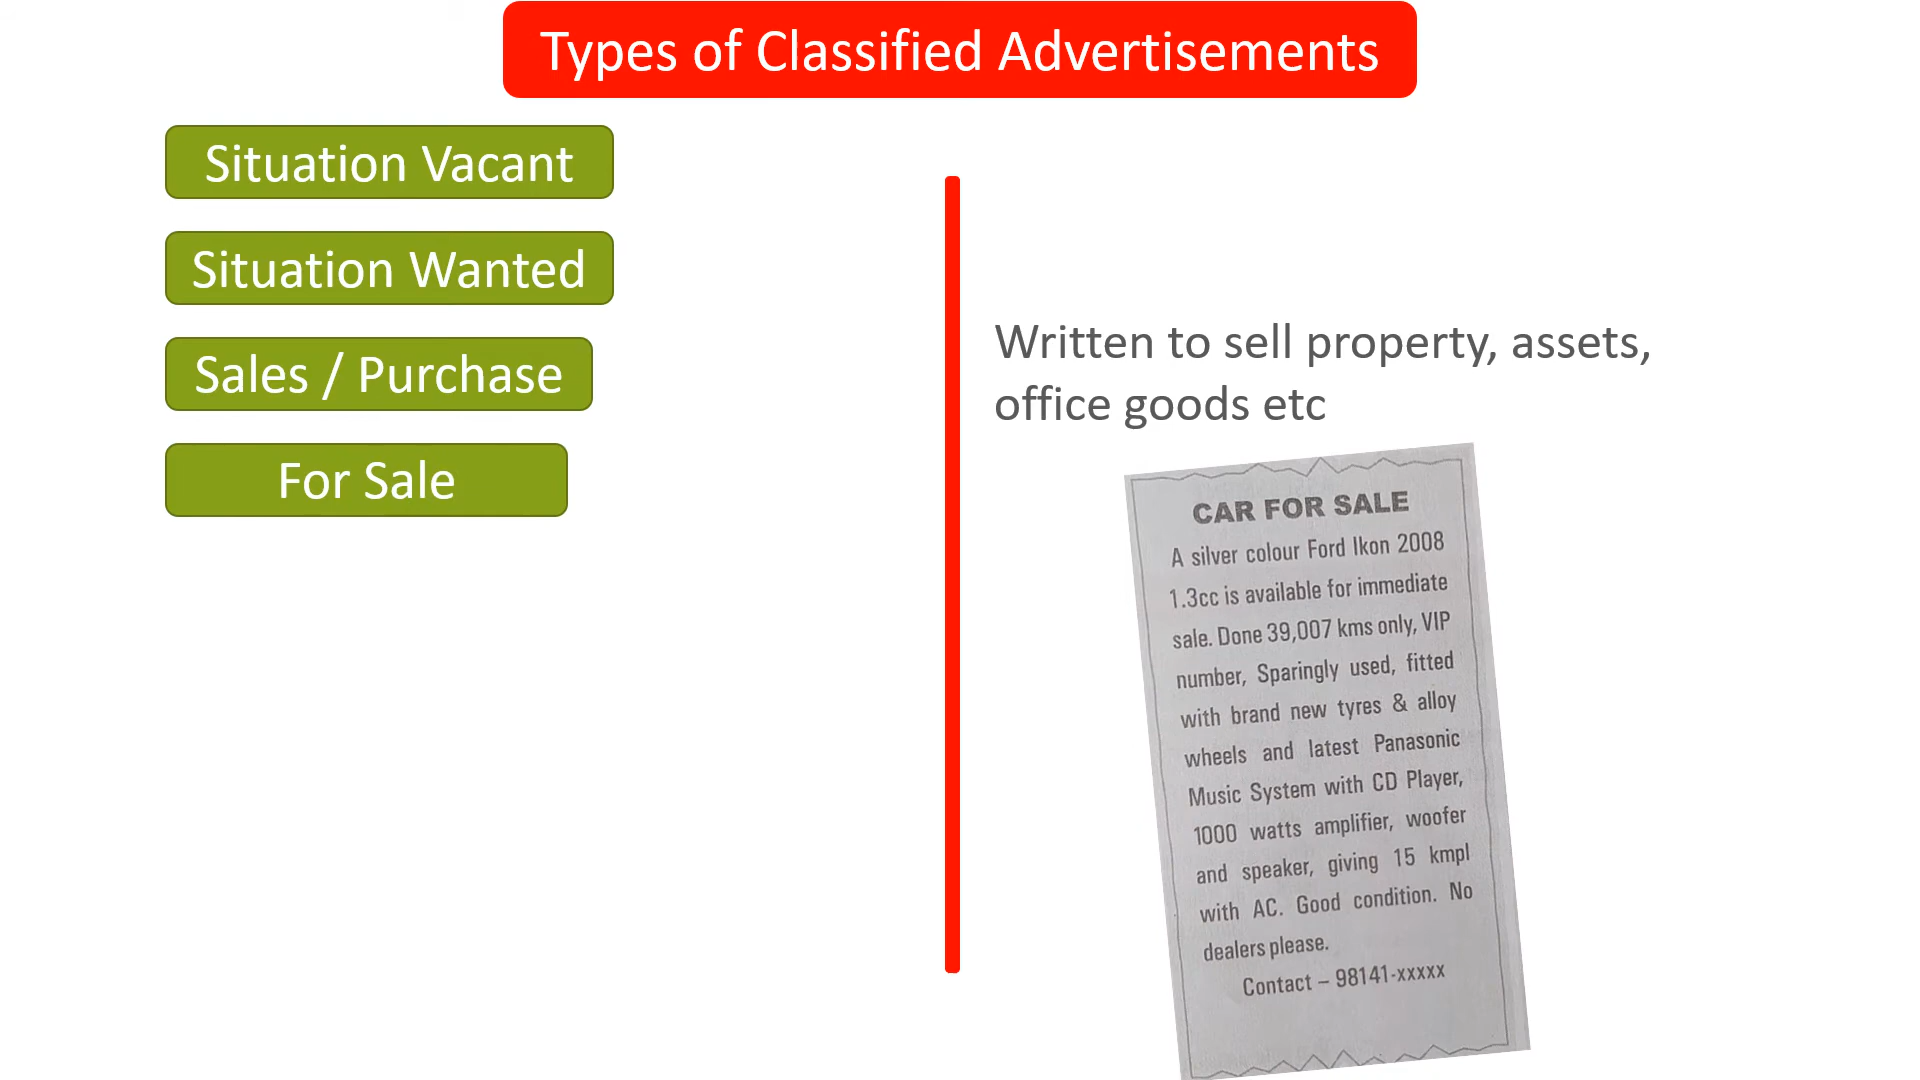 Types of Classified Advertisements
Situation Vacant
Situation Wanted
Sales / Purchase
For Sale
Written to sell property, assets,
office goods etc
CAR FOR SALE
A silver colour Ford Ikon 2008
1.3cc is available for immediate
sale. Done 39,007 kms only, VIP
number, Sparingly used, fitted
with brand new tyres & alloy
wheels and latest Panasonic
Music System with CD Player,
1000 watts amplifier, woofer
and speaker, giving 15 kmpl
with AC. Good condition. No
dealers please.
Contact – 98141-xxxxx